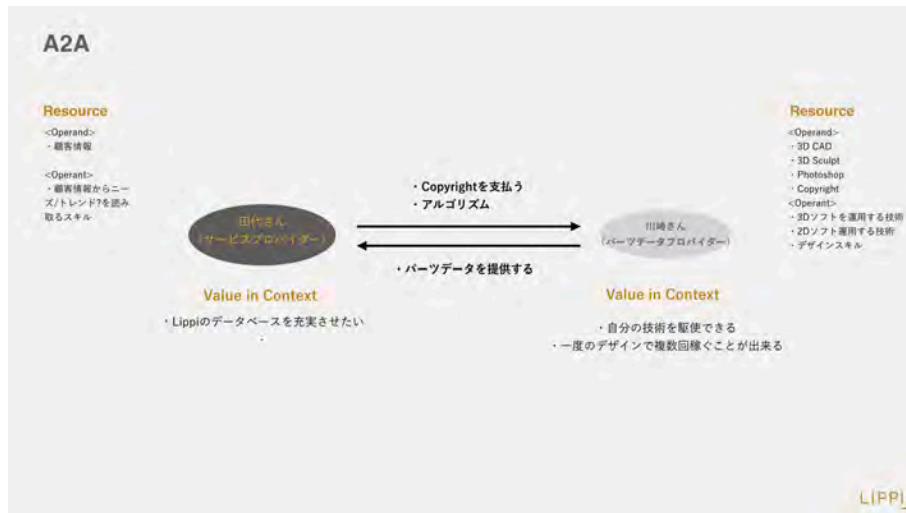 A2A
Resource
<Operand>
・顧客情報
<Operant>
・顧客情報からニー
ズ/トレンド?を読み
取るスキル
田代さん
(サービスプロバイダー)
Value in Context
・Lippiのデータベースを充実させたい
・
・Copyrightを支払う
・アルゴリズム
・パーツデータを提供する
川崎さん
(パーツデータプロバイダー)
Value in Context
・自分の技術を駆使できる
・一度のデザインで複数回稼ぐことが出来る
Resource
<Operand>
・3D CAD
・3D Sculpt
・Photoshop
・Copyright
<Operant>
・3Dソフトを運用する技術
・2Dソフト運用する技術
・デザインスキル
LIPPI_